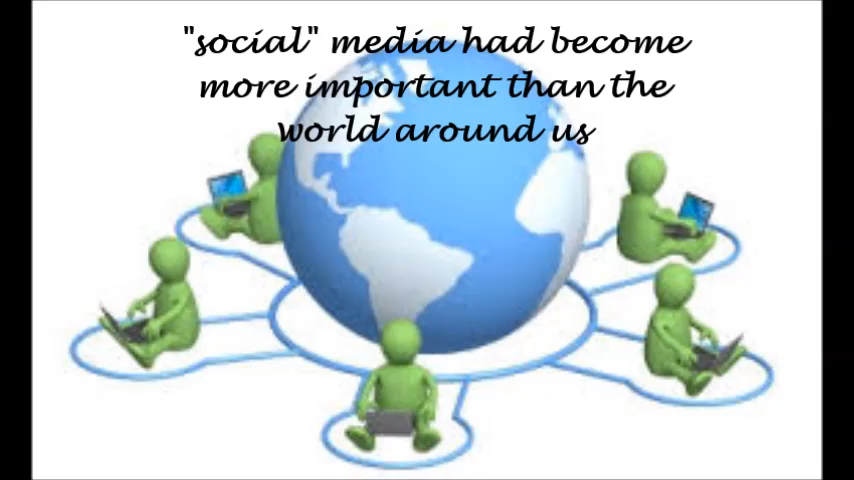 "social" media had become
more important than the
world around us